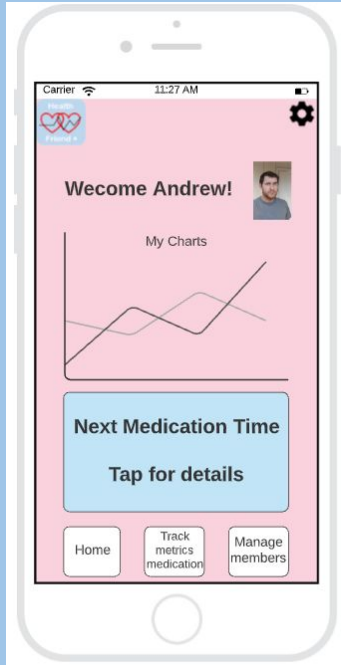 Carrier 11:27 AM
Health
Friend +
Wecome Andrew!
My Charts
Next Medication Time
Tap for details
Home
Track
metrics
medication
Manage
members